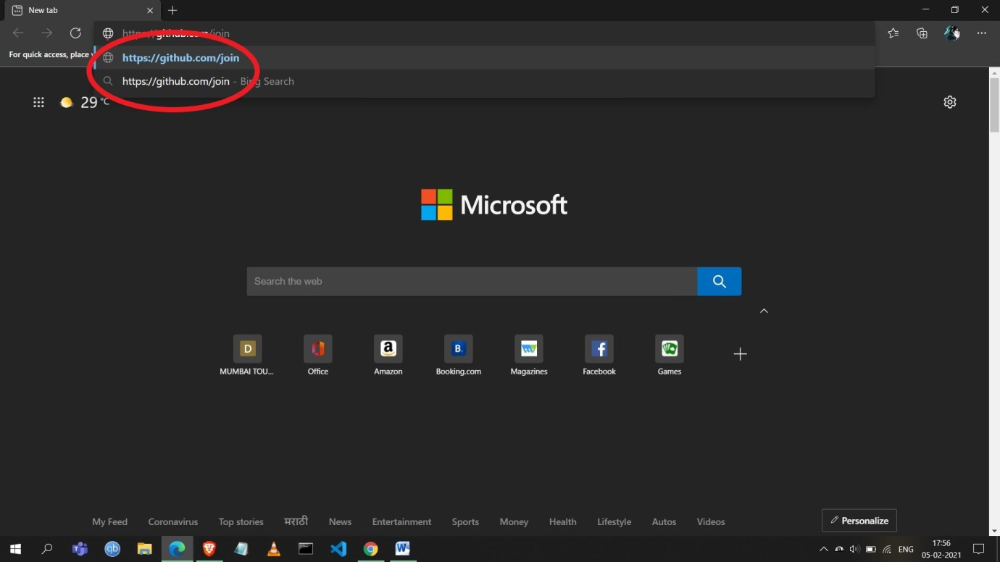 New tab
https://github.com/join
For quick access, place
https://github.com/join
https://github.com/join - Bing Search
29 °C
Microsoft
Search the web
D
B.
MUMBAI TOU... Office Amazon Booking.com Magazines Facebook Games
My Feed Coronavirus Top stories मराठी News Entertainment Sports Money Health Lifestyle Autos Videos
Personalize
qb
ENG
17:56
05-02-2021